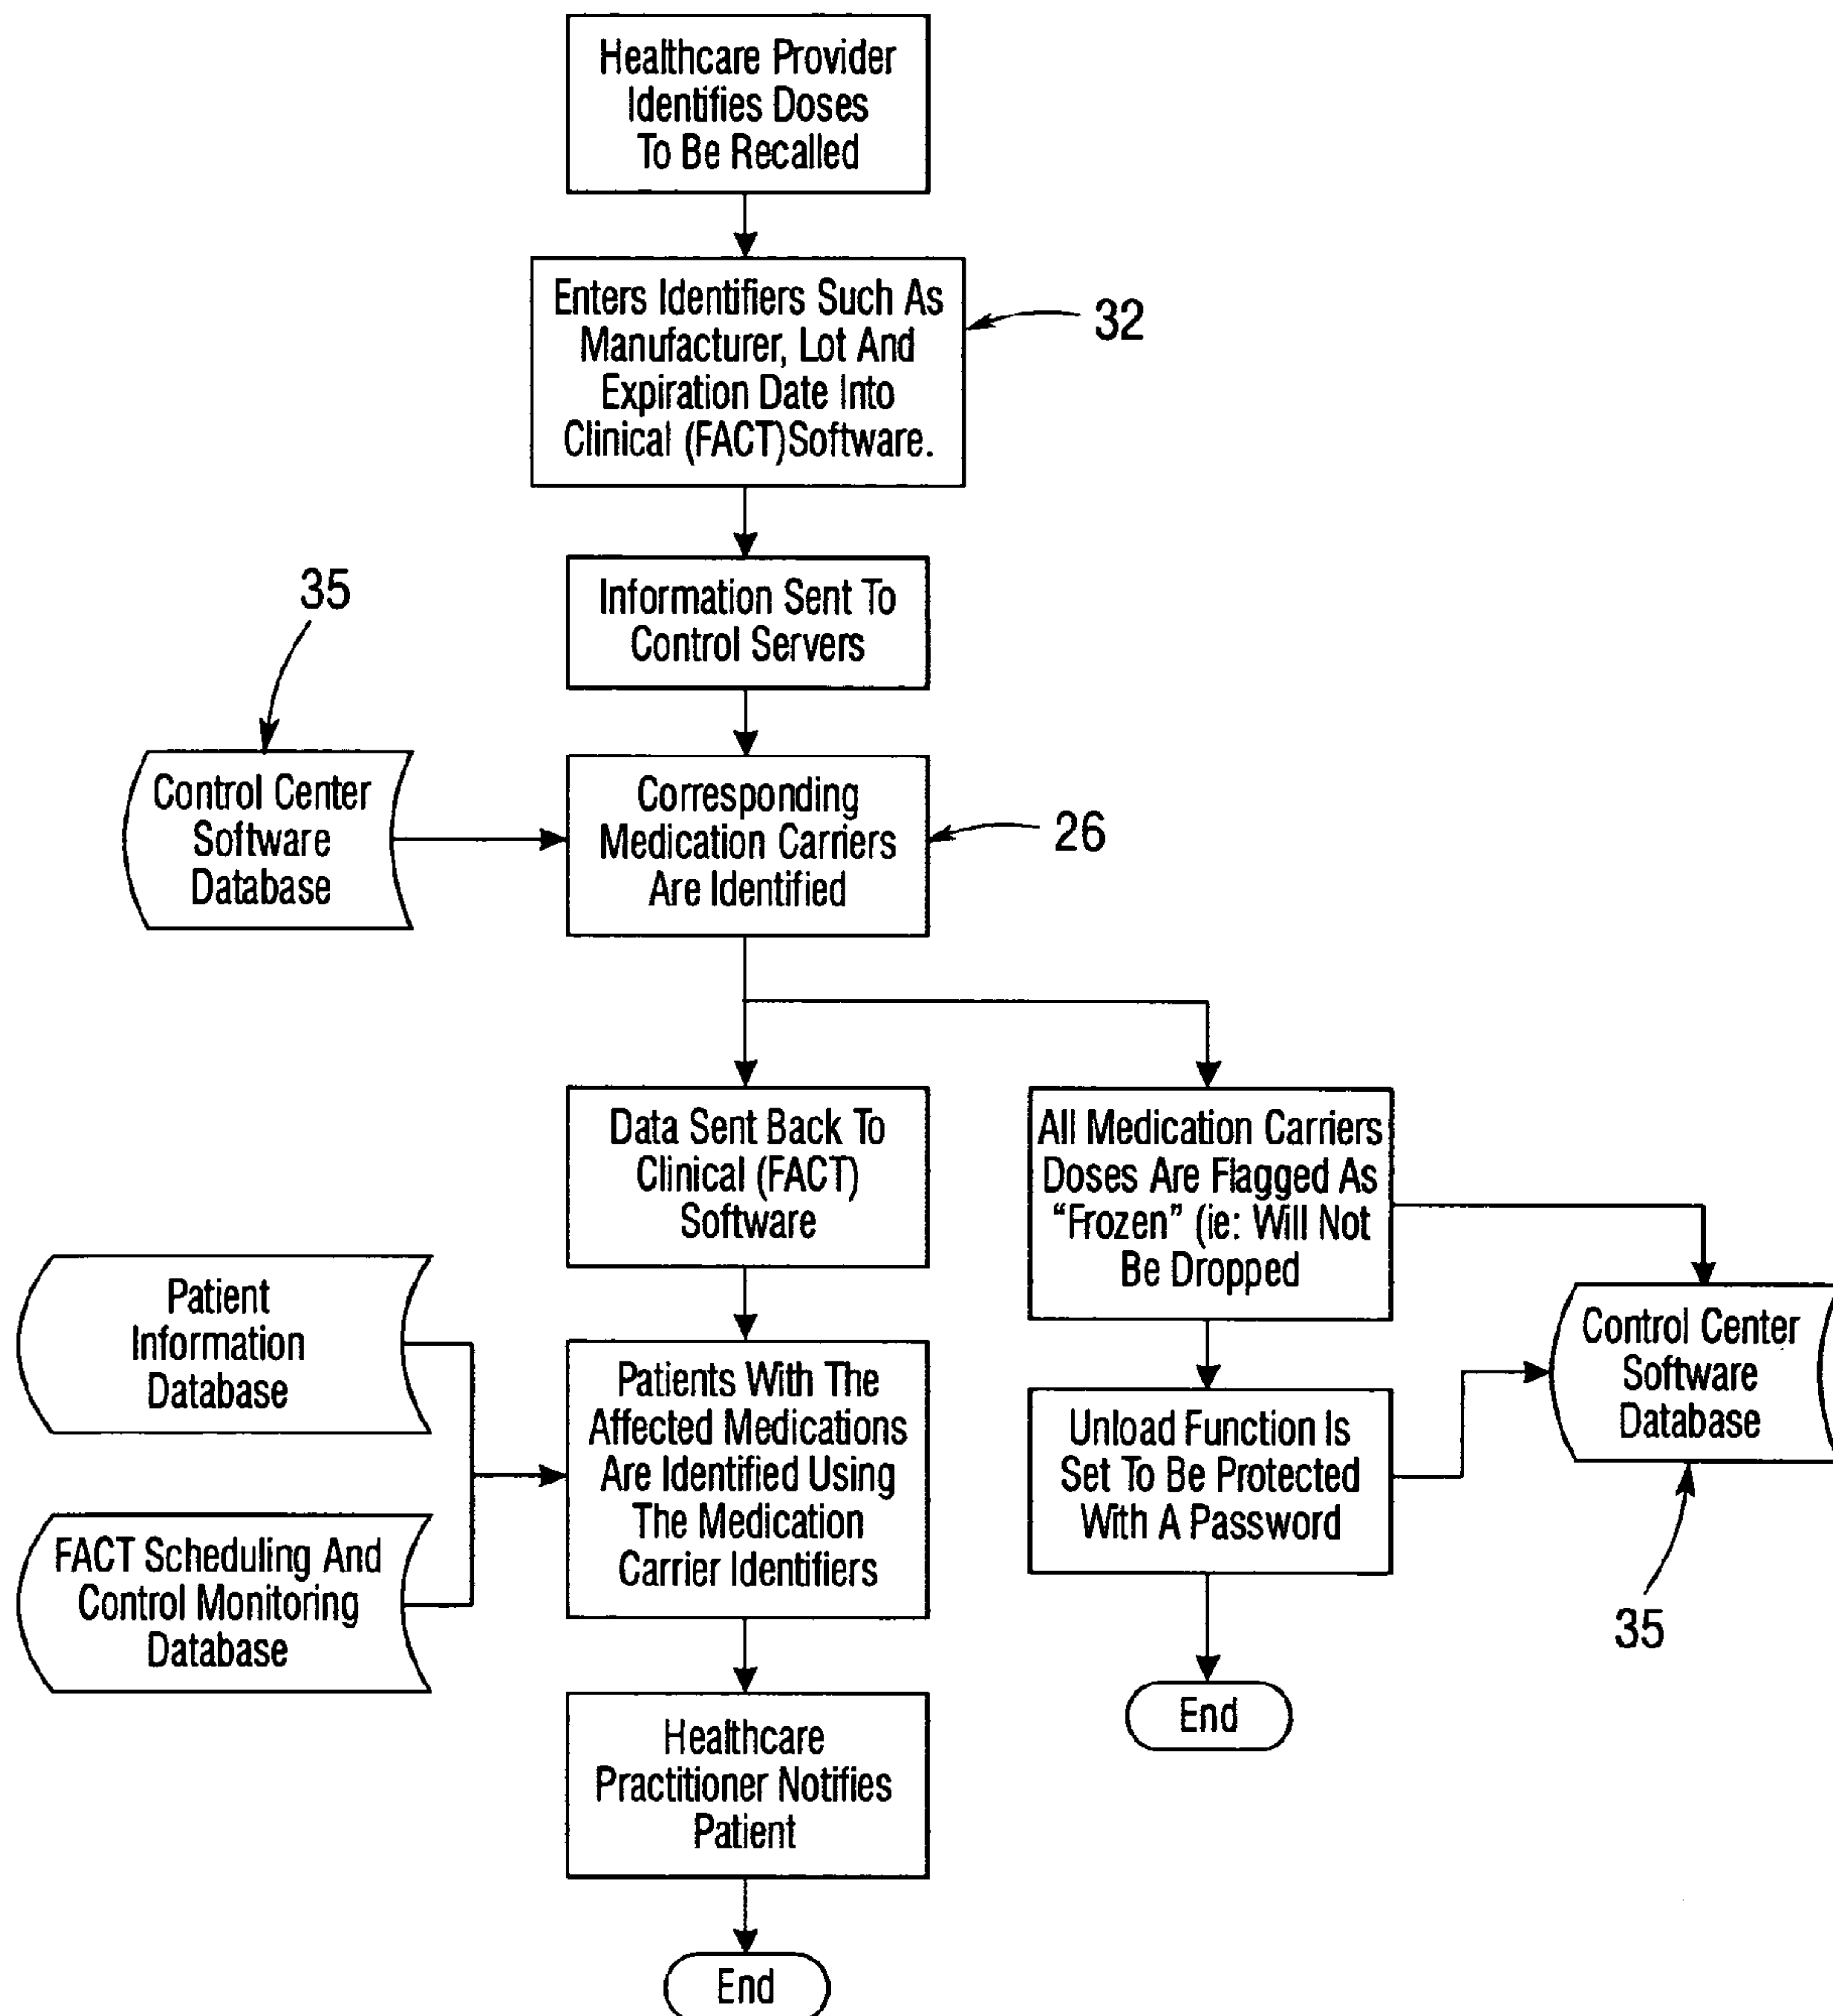 Healthcare Provider
Identifies Doses
To Be Recalled
Enters Identifiers Such As
Manufacturer, Lot And
Expiration Date Into
Clinical (FACT)Software.
32
Information Sent To
Control Servers
35
Control Center
Software
Database
Corresponding
Medication Carriers
Are Identified
26
Data Sent Back To
Clinical (FACT)
Software
All Medication Carriers
Doses Are Flagged As
“Frozen” (ie: Will Not
Be Dropped
Patient
Information
Database
FACT Scheduling And
Control Monitoring
Database
Patients With The
Affected Medications
Are Identified Using
The Medication
Carrier Identifiers
Unload Function Is
Set To Be Protected
With A Password
Control Center
Software
Database
35
End
Healthcare
Practitioner Notifies
Patient
End